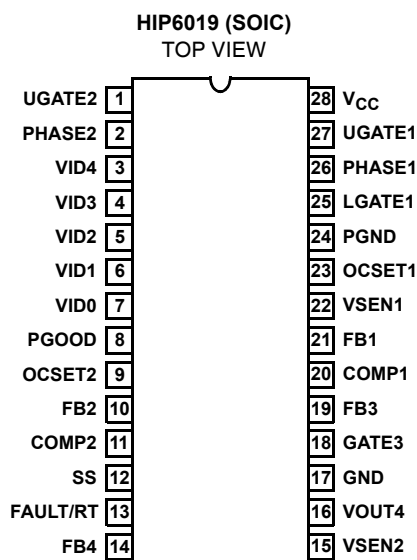 HIP6019 (SOIC)
TOP VIEW
UGATE2 1
PHASE2 2
VID4 3
VID3 4
VID2 5
VID1 6
VID0 7
PGOOD 8
OCSET2 9
FB2 10
COMP2 11
SS 12
FAULT/RT 13
FB4 14
28 VCC
27 UGATE1
26 PHASE1
25 LGATE1
24 PGND
23 OCSET1
22 VSEN1
21 FB1
20 COMP1
19 FB3
18 GATE3
17 GND
16 VOUT4
15 VSEN2